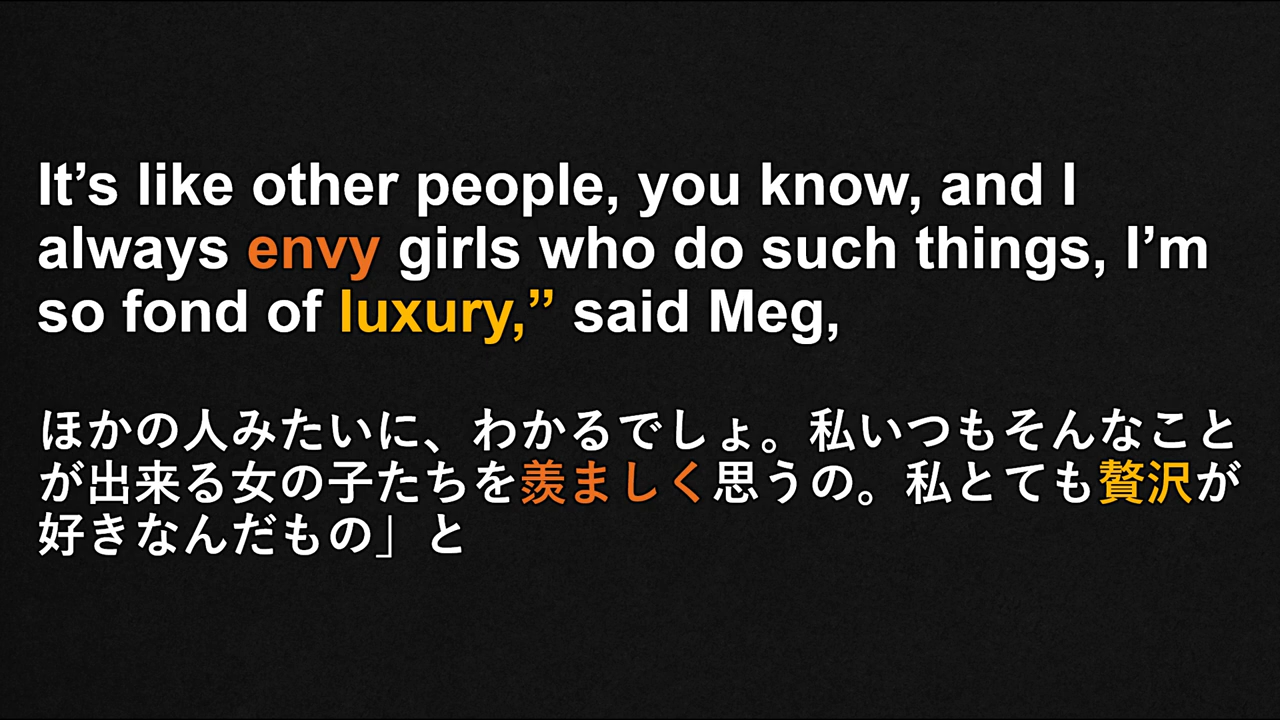 It’s like other people, you know, and I
always envy girls who do such things, I’m
so fond of luxury,” said Meg,
ほかの人みたいに、わかるでしょ。私いつもそんなこと
が出来る女の子たちを羨ましく思うの。私とても贅沢が
好きなんだもの」と